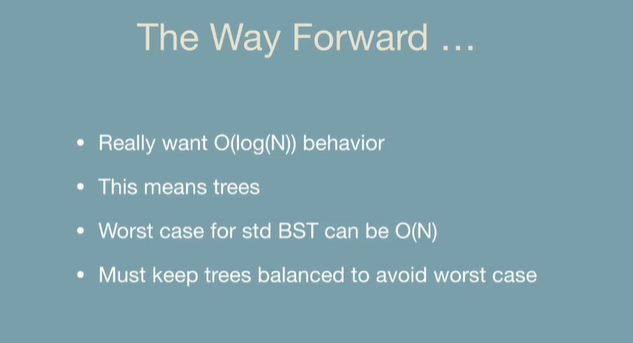 The Way Forward …
• Really want O(log(N)) behavior
• This means trees
• Worst case for std BST can be O(N)
• Must keep trees balanced to avoid worst case